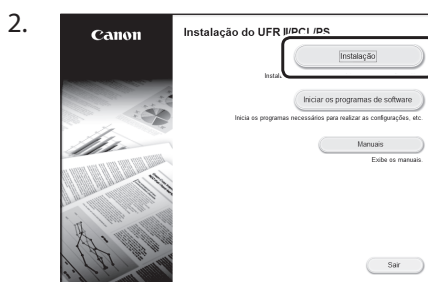 2.
Canon
Instalação do UFR II/PCL/PS
Instalação
Iniciar os programas de software
Inicia os programas necessários para realizar as configurações, etc.
Manuais
Exibe os manuais.
Sair